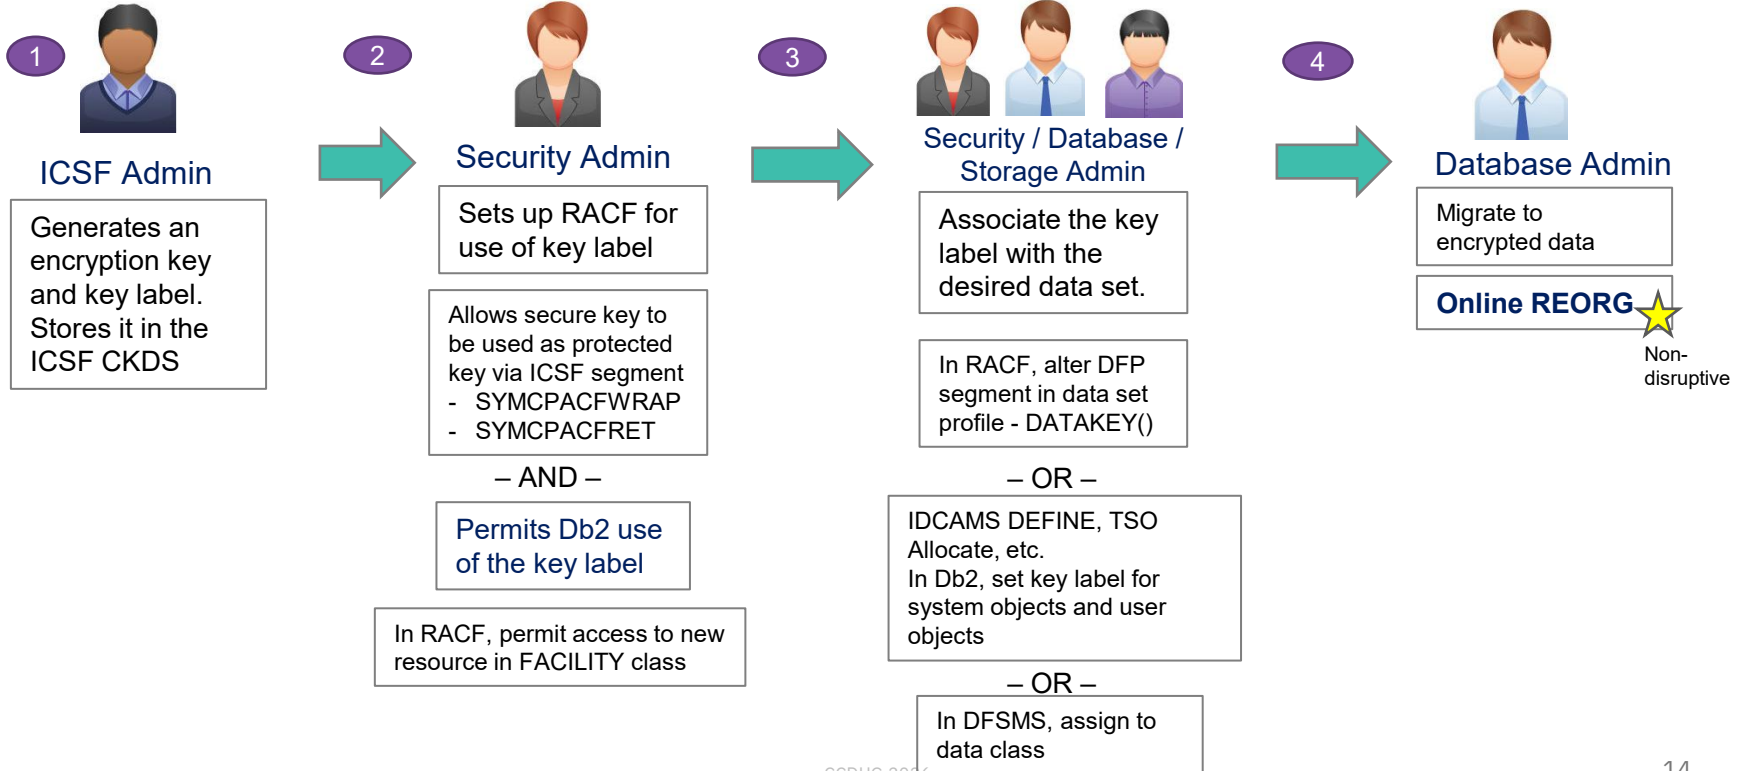 1
ICSF Admin
Generates an
encryption key
and key label.
Stores it in the
ICSF CKDS
2
Security Admin
Sets up RACF for
use of key label
Allows secure key to
be used as protected
key via ICSF segment
- SYMCPACFWRAP
- SYMCPACFRET
– AND –
Permits Db2 use
of the key label
In RACF, permit access to new
resource in FACILITY class
3
Security / Database /
Storage Admin
Associate the key
label with the
desired data set.
In RACF, alter DFP
segment in data set
profile - DATAKEY()
– OR –
IDCAMS DEFINE, TSO
Allocate, etc.
In Db2, set key label for
system objects and user
objects
– OR –
In DFSMS, assign to
data class
4
Database Admin
Migrate to
encrypted data
Online REORG
Non-
disruptive
14